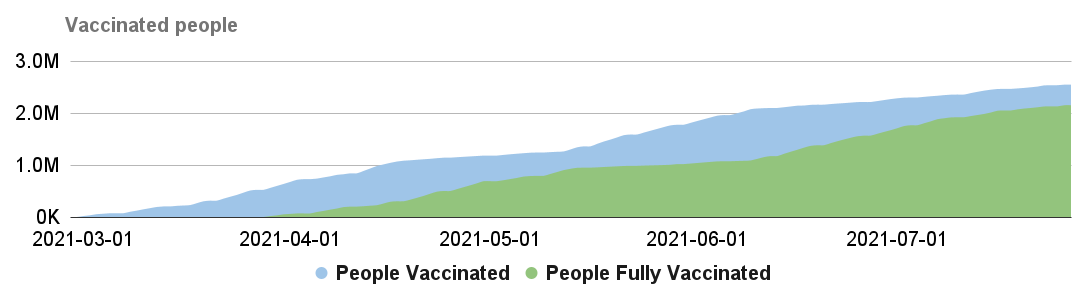 Vaccinated people
3.0M
2.0M
1.0M
0K
2021-03-01 2021-04-01 2021-05-01 2021-06-01 2021-07-01
People Vaccinated People Fully Vaccinated